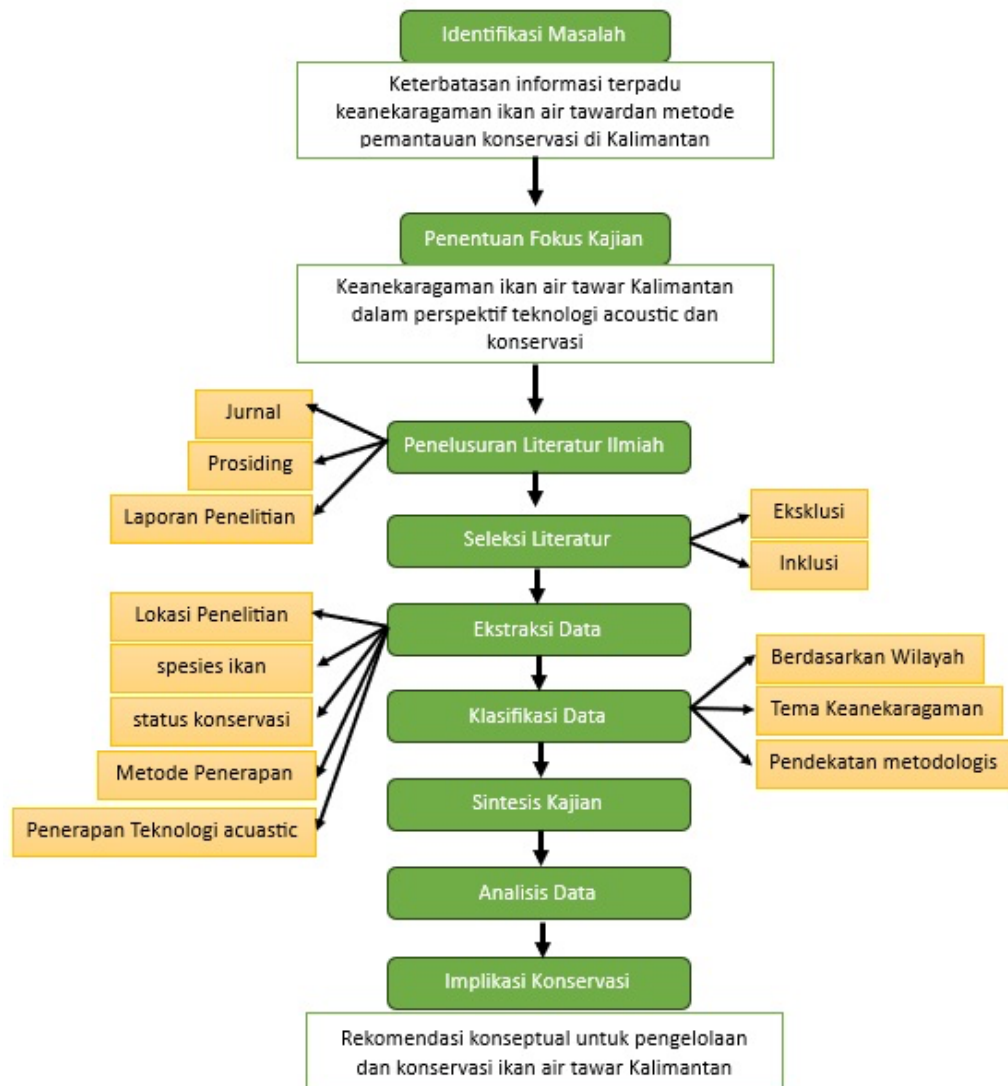 Identifikasi Masalah
Keterbatasan informasi terpadu
keanekaragaman ikan air tawardan metode
pemantauan konservasi di Kalimantan
Penentuan Fokus Kajian
Keanekaragaman ikan air tawar Kalimantan
dalam perspektif teknologi acoustic dan
konservasi
Jurnal
Prosiding
Laporan Penelitian
Penelusuran Literatur Ilmiah
Seleksi Literatur
Eksklusi
Inklusi
Lokasi Penelitian
spesies ikan
status konservasi
Metode Penerapan
Penerapan Teknologi acuastic
Ekstraksi Data
Klasifikasi Data
Berdasarkan Wilayah
Tema Keanekaragaman
Pendekatan metodologis
Sintesis Kajian
Analisis Data
Implikasi Konservasi
Rekomendasi konseptual untuk pengelolaan
dan konservasi ikan air tawar Kalimantan